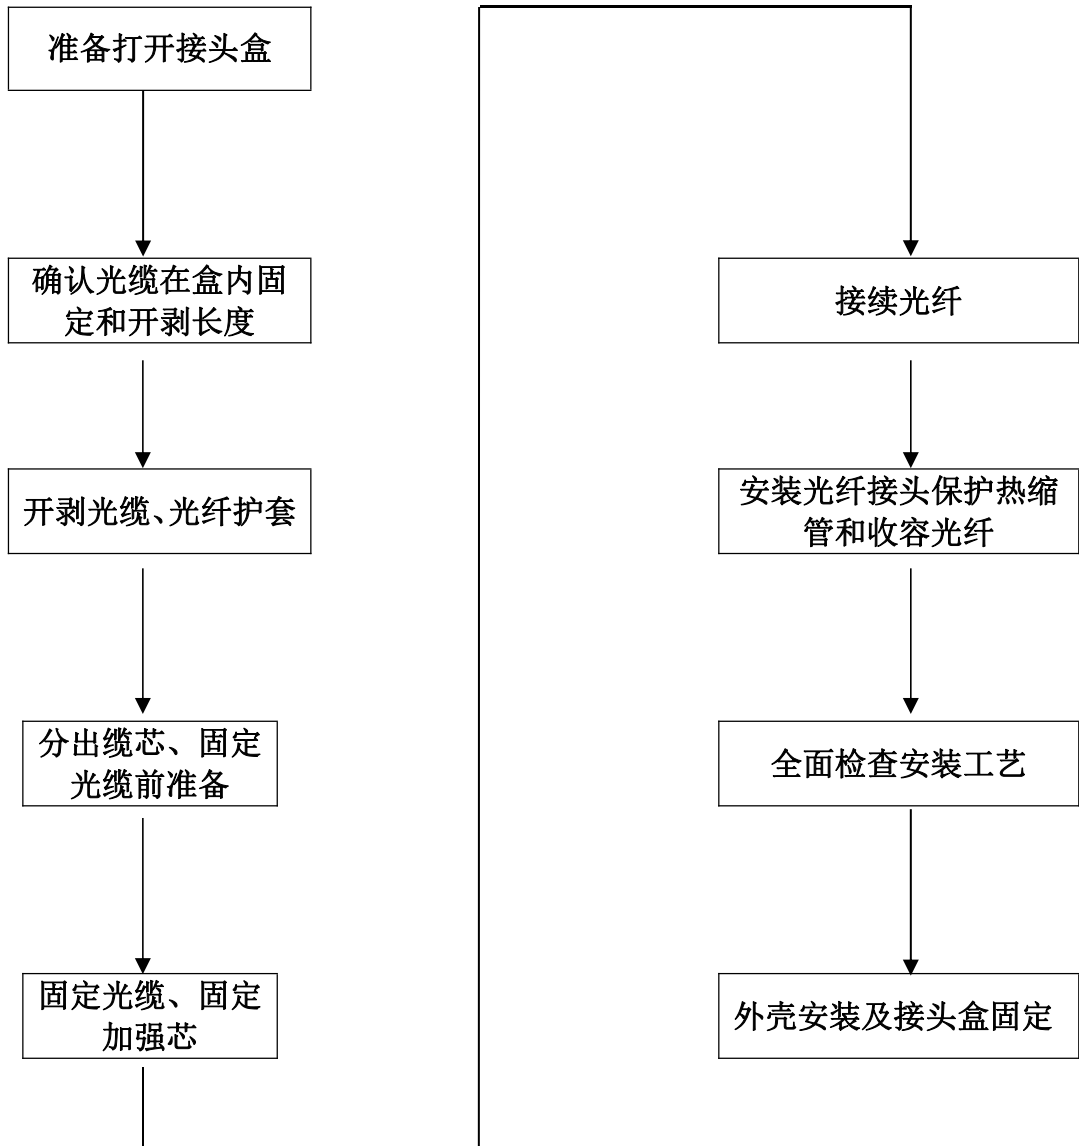 准备打开接头盒
确认光缆在盒内固
定和开剥长度
开剥光缆、光纤护套
分出缆芯、固定
光缆前准备
固定光缆、固定
加强芯
接续光纤
安装光纤接头保护热缩
管和收容光纤
全面检查安装工艺
外壳安装及接头盒固定